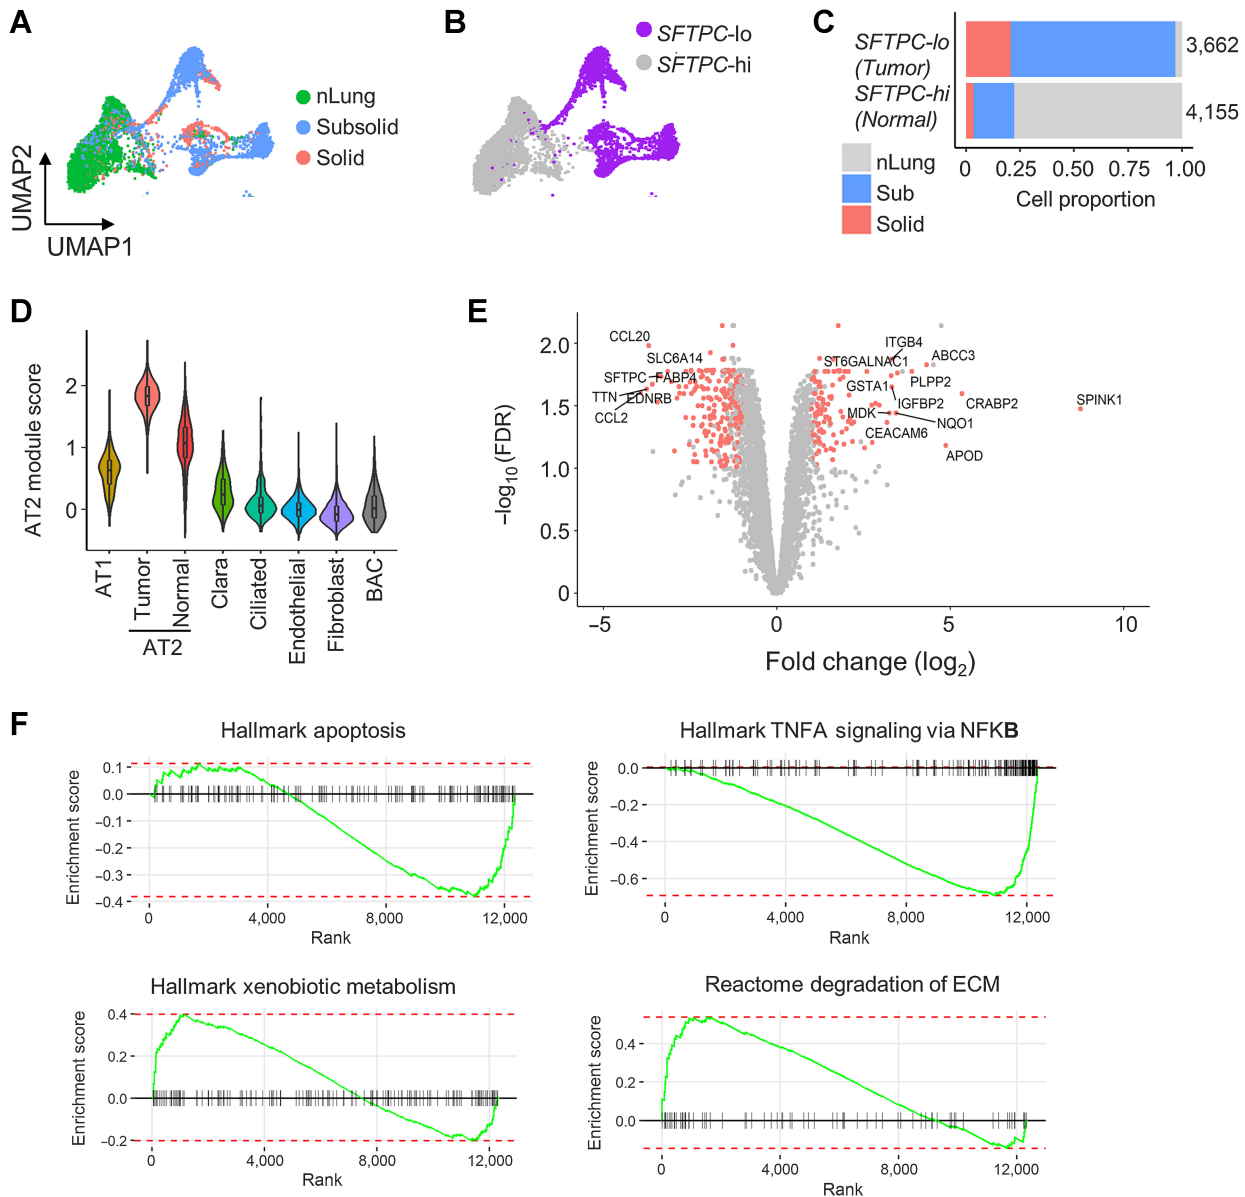 A
nLung
Subsolid
Solid
UMAP2
UMAP1
B
SFTPC-lo
SFTPC-hi
C
SFTPC-lo
(Tumor)
SFTPC-hi
(Normal)
3,662
4,155
0 0.25 0.50 0.75 1.00
Cell proportion
nLung
Sub
Solid
D
AT2 module score
2
1
0
AT1
Tumor
Normal
AT2
Clara
Ciliated
Endothelial
Fibroblast
BAC
E
−log10(FDR)
2.0
1.5
1.0
0.5
0
CCL20
SLC6A14
SFTPC
FABP4
TTN
EDNRB
CCL2
ITGB4
ST6GALNAC1
ABCC3
GSTA1
PLPP2
IGFBP2
CRABP2
SPINK1
MDK
NQO1
CEACAM6
APOD
−5 0 5 10
Fold change (log2)
F
Hallmark apoptosis
Enrichment score
0.1
0.0
−0.1
−0.2
−0.3
−0.4
0 4,000 8,000 12,000
Rank
Hallmark TNFA signaling via NFKB
Enrichment score
0.0
−0.2
−0.4
−0.6
0 4,000 8,000 12,000
Rank
Hallmark xenobiotic metabolism
Enrichment score
0.4
0.2
0.0
−0.2
0 4,000 8,000 12,000
Rank
Reactome degradation of ECM
Enrichment score
0.4
0.2
0.0
0 4,000 8,000 12,000
Rank